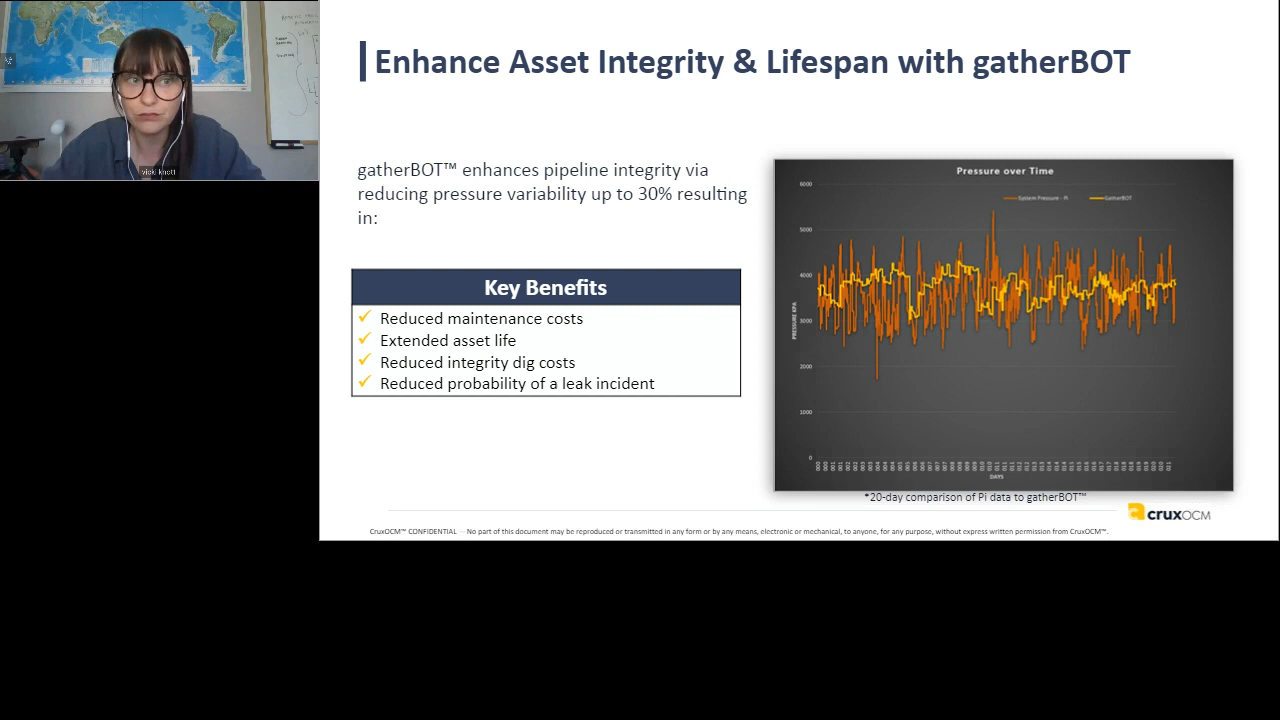 Enhance Asset Integrity & Lifespan with gatherBOT
vicki knott
gatherBOT™ enhances pipeline integrity via
reducing pressure variability up to 30% resulting
in:
Key Benefits
✓ Reduced maintenance costs
✓ Extended asset life
✓ Reduced integrity dig costs
✓ Reduced probability of a leak incident
Pressure over Time
System Pressure - Pi
GatherBOT
6000
5000
4000
3000
2000
1000
0
PRESSURE KPA
DAYS
*20-day comparison of Pi data to gatherBOT™
cruxOCM
CruxOCM™ CONFIDENTIAL — No part of this document may be reproduced or transmitted in any form or by any means, electronic or mechanical, to anyone, for any purpose, without express written permission from CruxOCM™.